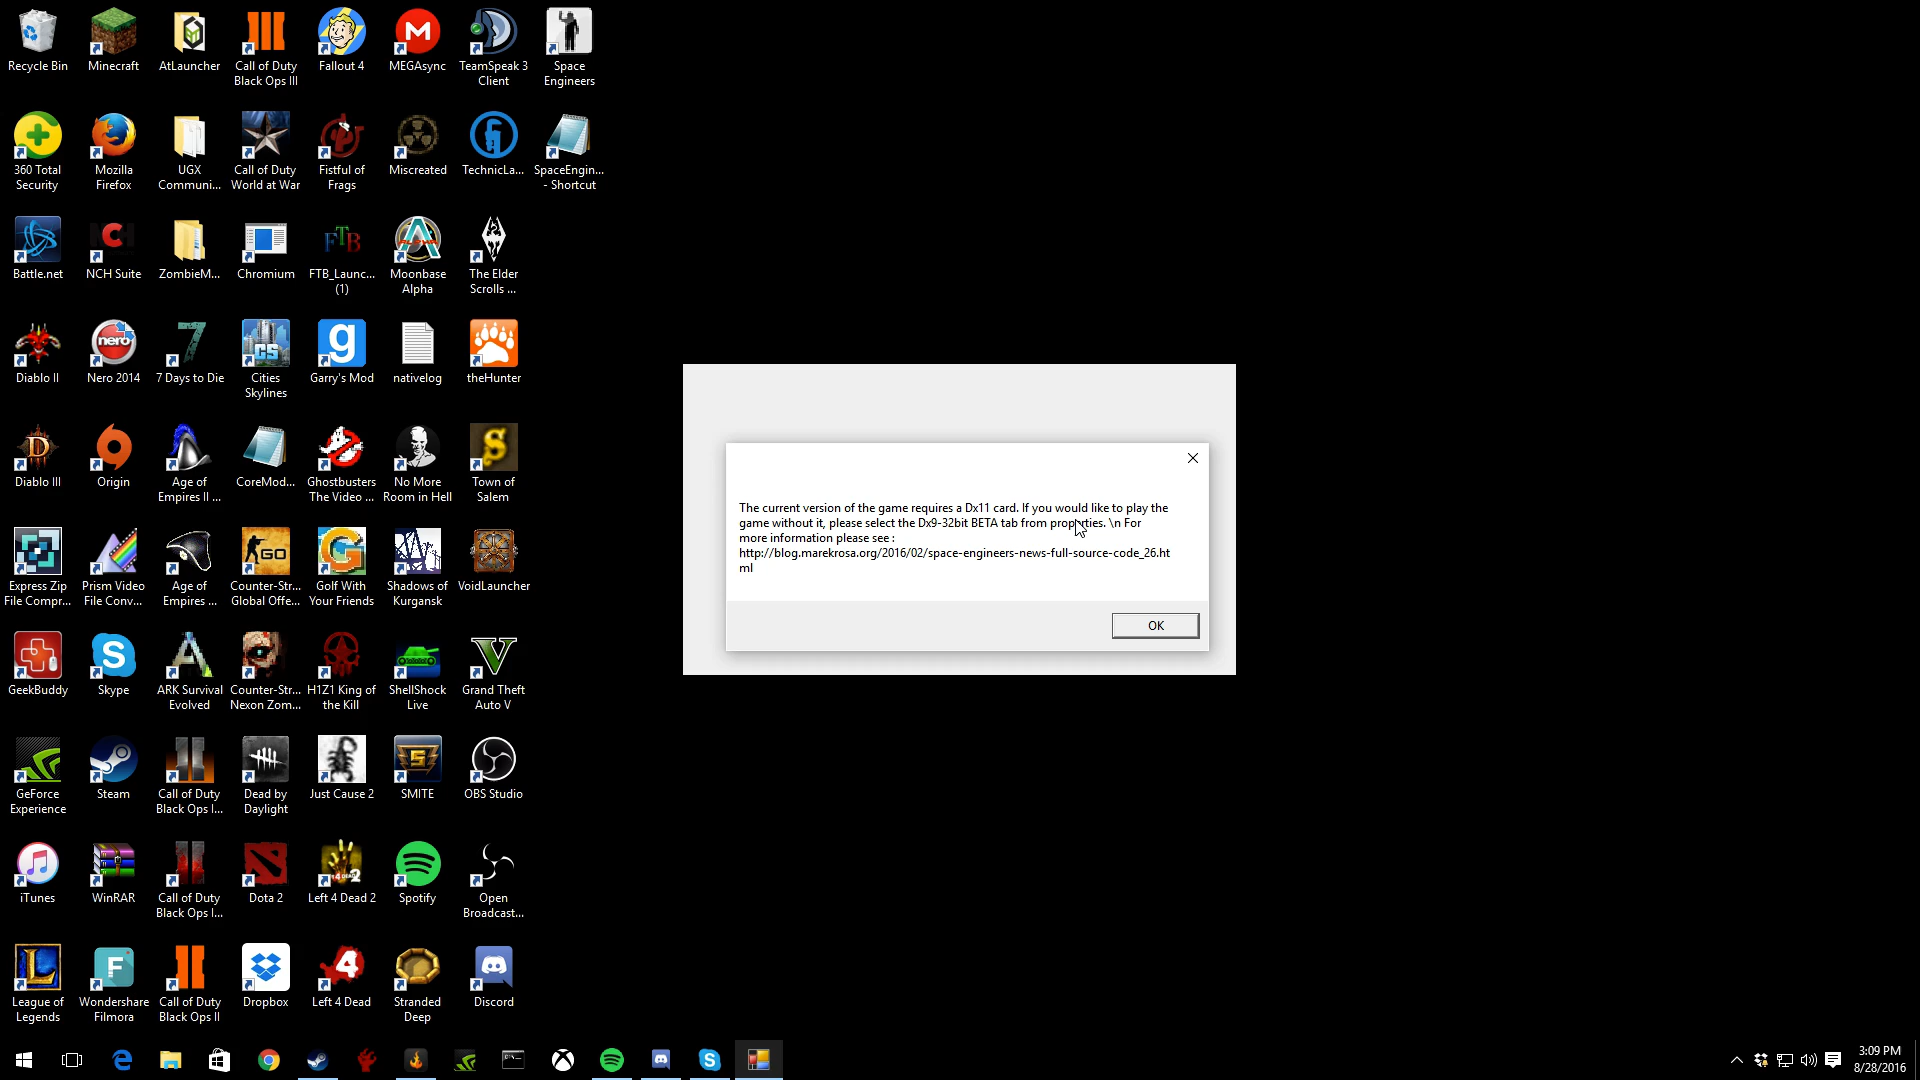 Recycle Bin
Minecraft
AtLauncher
Call of Duty
Black Ops III
Fallout 4
MEGAsync
TeamSpeak 3
Client
Space
Engineers
360 Total
Security
Mozilla
Firefox
UGX
Communi...
Call of Duty
World at War
Fistful of
Frags
Miscreated
TechnicLa...
SpaceEngin...
- Shortcut
Battle.net
NCH Suite
ZombieM...
Chromium
FTB_Launc...
(1)
Moonbase
Alpha
The Elder
Scrolls ...
Diablo II
Nero 2014
7 Days to Die
Cities
Skylines
Garry's Mod
nativelog
theHunter
Diablo III
Origin
Age of
Empires II ...
CoreMod...
Ghostbusters
The Video ...
No More
Room in Hell
Town of
Salem
Express Zip
File Compr...
Prism Video
File Conv...
Age of
Empires ...
Counter-Str...
Global Offe...
Golf With
Your Friends
Shadows of
Kurgansk
VoidLauncher
GeekBuddy
Skype
ARK Survival
Evolved
Counter-Str...
Nexon Zom...
H1Z1 King of
the Kill
ShellShock
Live
Grand Theft
Auto V
GeForce
Experience
Steam
Call of Duty
Black Ops I...
Dead by
Daylight
Just Cause 2
SMITE
OBS Studio
iTunes
WinRAR
Call of Duty
Black Ops I...
Dota 2
Left 4 Dead 2
Spotify
Open
Broadcast...
League of
Legends
Wondershare
Filmora
Call of Duty
Black Ops II
Dropbox
Left 4 Dead
Stranded
Deep
Discord
The current version of the game requires a Dx11 card. If you would like to play the
game without it, please select the Dx9-32bit BETA tab from properties. \n For
more information please see :
http://blog.marekrosa.org/2016/02/space-engineers-news-full-source-code_26.ht
ml
OK
3:09 PM
8/28/2016